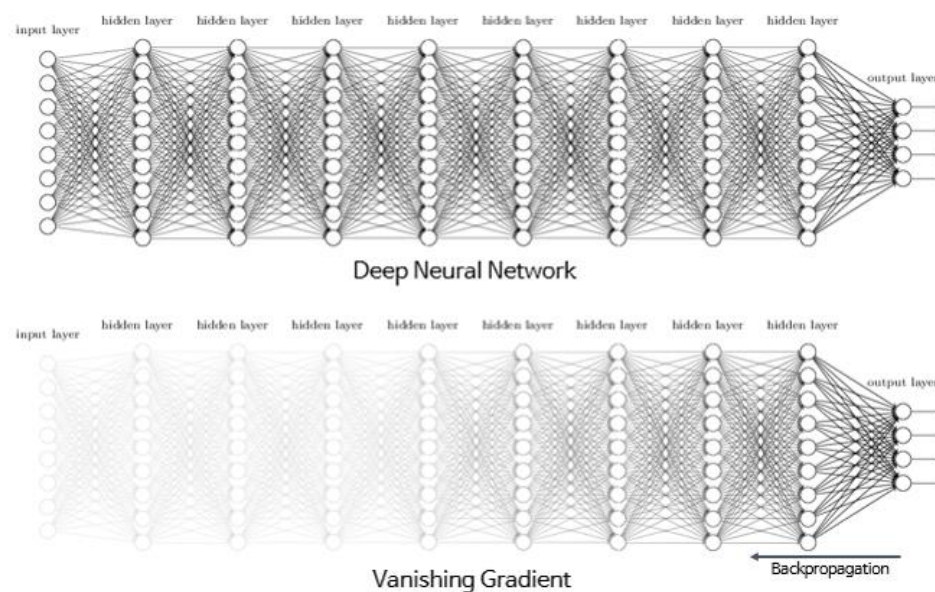 input layer
hidden layer
hidden layer
hidden layer
hidden layer
hidden layer
hidden layer
hidden layer
hidden layer
output layer
Deep Neural Network
input layer
hidden layer
hidden layer
hidden layer
hidden layer
hidden layer
hidden layer
hidden layer
hidden layer
output layer
Backpropagation
Vanishing Gradient